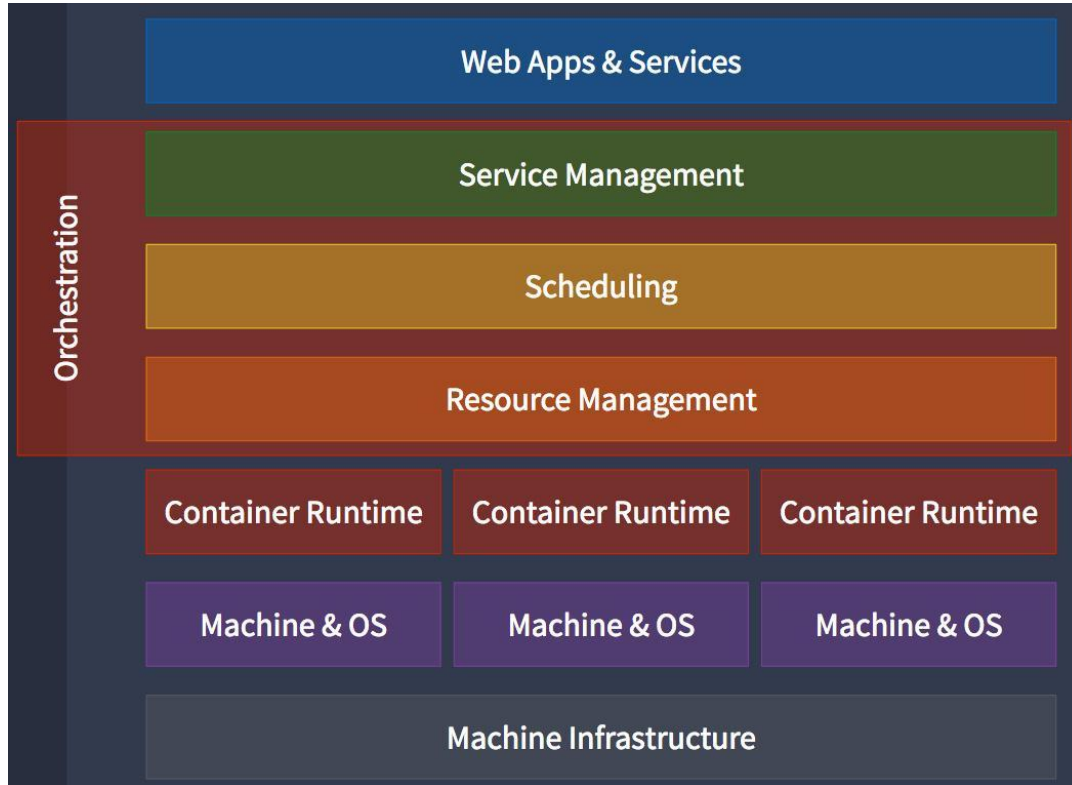 Web Apps & Services
Orchestration
Service Management
Scheduling
Resource Management
Container Runtime
Container Runtime
Container Runtime
Machine & OS
Machine & OS
Machine & OS
Machine Infrastructure